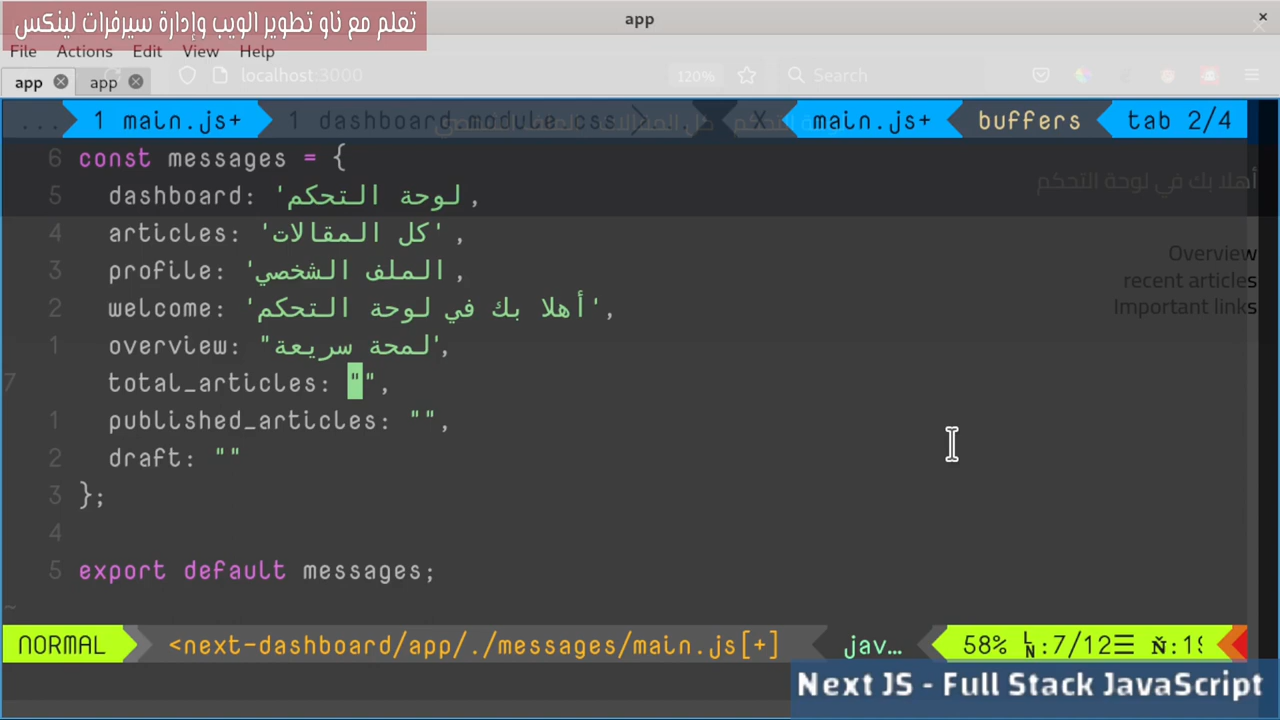 تعلم مع ناو تطوير الويب وإدارة سيرفرات لينكس
app
File Actions Edit View Help
localhost:3000 120% Search
app app
... 1 main.js+ 1 dashboard module css X main.js+ buffers tab 2/4
6 const messages = {
5 dashboard: 'لوحة التحكم',
4 articles: 'كل المقالات',
3 profile: 'الملف الشخصي',
2 welcome: 'أهلا بك في لوحة التحكم',
1 overview: "لمحة سريعة',
7 total_articles: "",
1 published_articles: "",
2 draft: ""
3 };
4
5 export default messages;
~
أهلا بك في لوحة التحكم
Overview
recent articles
Important links
NORMAL <next-dashboard/app/./messages/main.js[+] jav… 58% LN:7/12☰ Ň:19
Next JS - Full Stack JavaScript